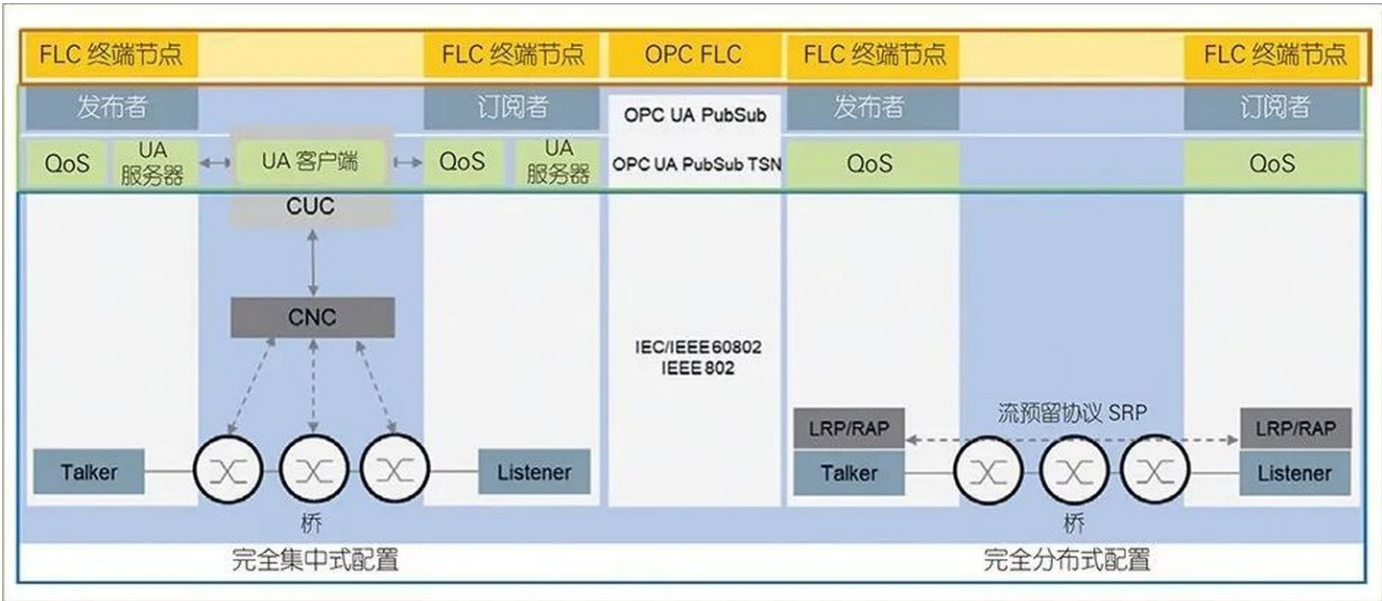 FLC 终端节点
FLC 终端节点
OPC FLC
FLC 终端节点
FLC 终端节点
发布者
订阅者
OPC UA PubSub
发布者
订阅者
QoS
UA
服务器
UA 客户端
QoS
UA
服务器
OPC UA PubSub TSN
QoS
QoS
CUC
CNC
IEC/IEEE 60802
IEEE 802
流预留协议 SRP
LRP/RAP
LRP/RAP
Talker
Listener
Talker
Listener
桥
桥
完全集中式配置
完全分布式配置